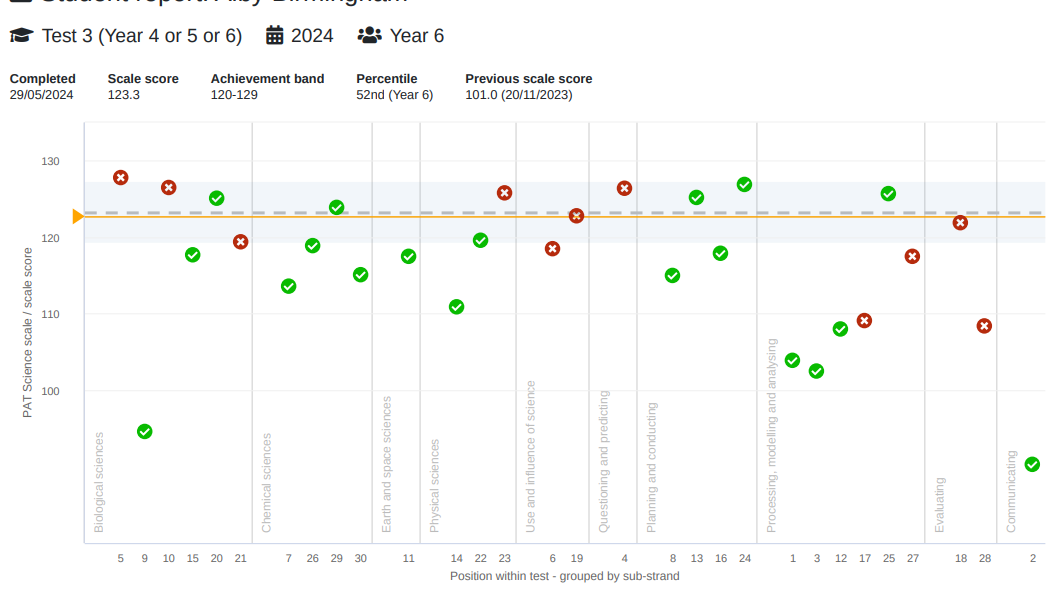 Test 3 (Year 4 or 5 or 6) 2024 Year 6
Completed Scale score Achievement band Percentile Previous scale score
29/05/2024 123.3 120-129 52nd (Year 6) 101.0 (20/11/2023)
130
120
110
100
PAT Science scale / scale score
Biological sciences
Chemical sciences
Earth and space sciences
Physical sciences
Use and influence of science
Questioning and predicting
Planning and conducting
Processing, modelling and analysing
Evaluating
Communicating
5 9 10 15 20 21 7 26 29 30 11 14 22 23 6 19 4 8 13 16 24 1 3 12 17 25 27 18 28 2
Position within test - grouped by sub-strand